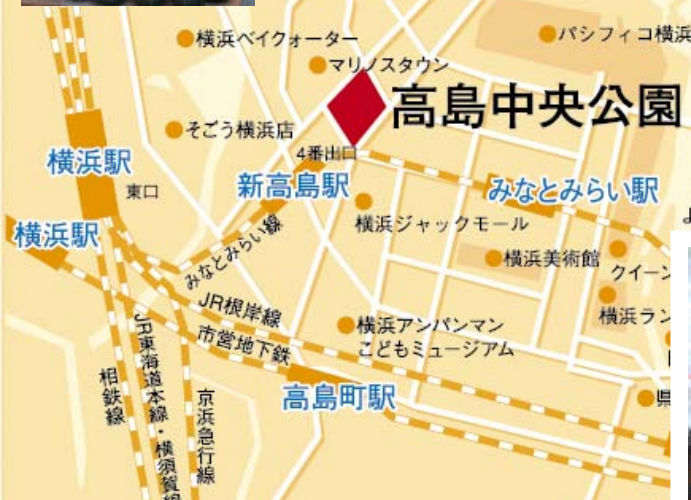 横浜ベイクォーター
パシフィコ横浜
マリノスタウン
高島中央公園
そごう横浜店
4番出口
横浜駅
東口
新高島駅
みなとみらい駅
横浜ジャックモール
横浜駅
みなとみらい線
横浜美術館
クイーン
JR根岸線
横浜ラン
市営地下鉄
横浜アンパンマン
こどもミュージアム
JR東海道本線・横須賀線
相鉄線
京浜急行線
高島町駅
県